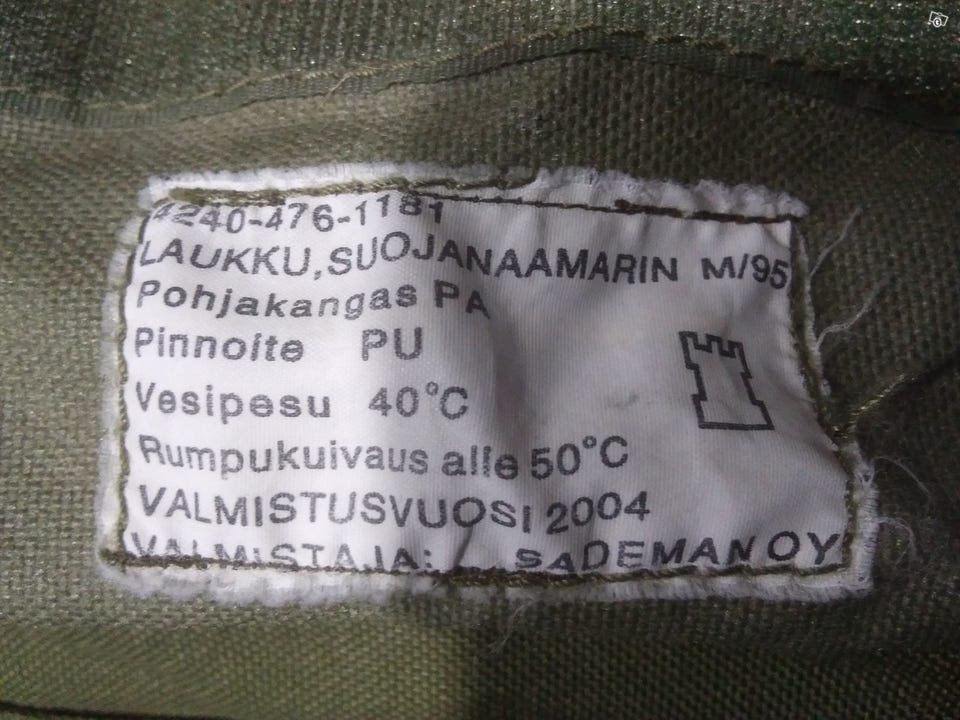 4240-476-1181
LAUKKU,SUOJANAAMARIN M/95
Pohjakangas PA
Pinnoite PU
Vesipesu 40°C
Rumpukuivaus alle 50°C
VALMISTUSVUOSI 2004
VALMISTAJA: SADEMAN OY